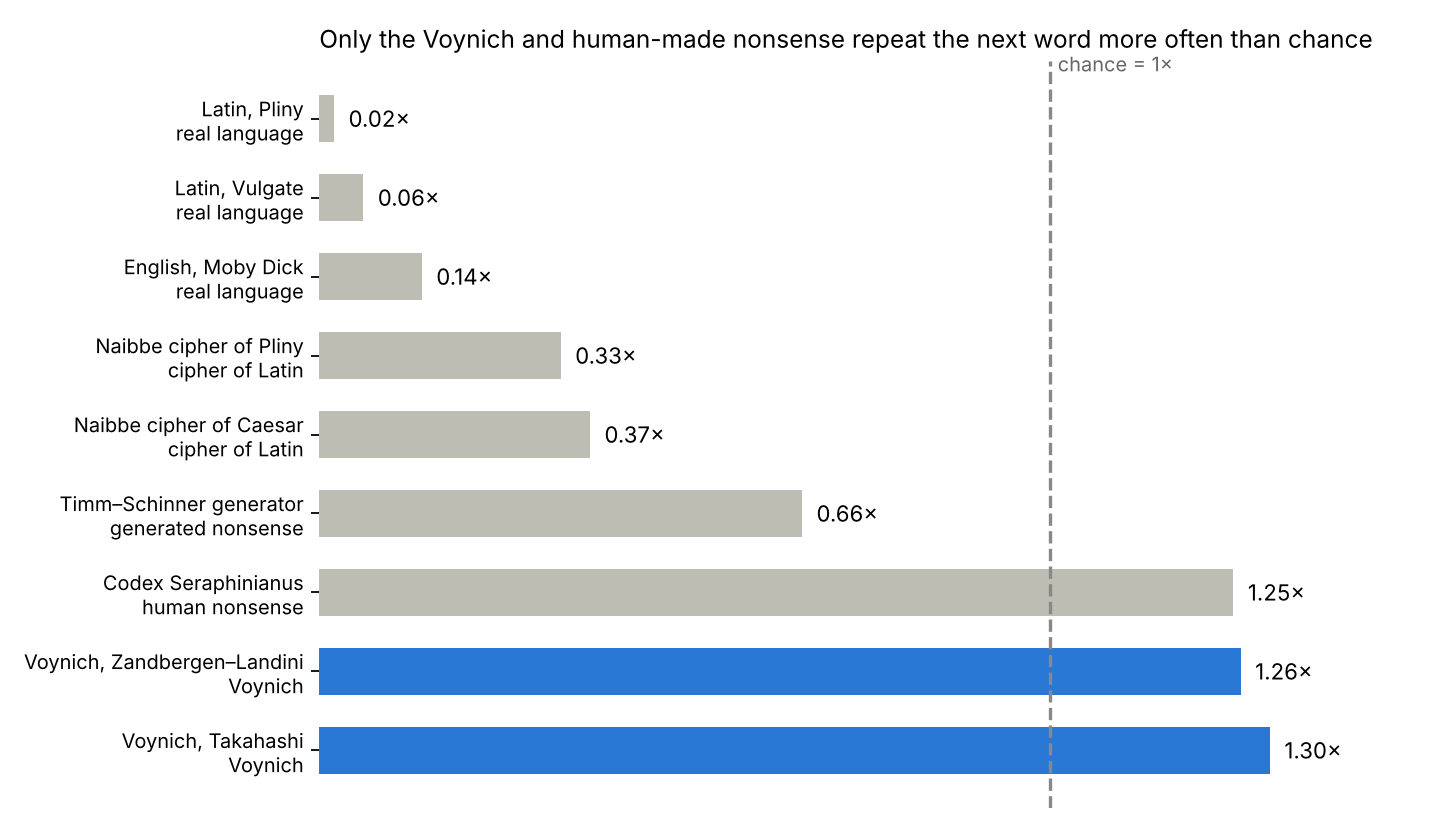 Only the Voynich and human-made nonsense repeat the next word more often than chance
chance = 1×
Latin, Pliny
real language
0.02×
Latin, Vulgate
real language
0.06×
English, Moby Dick
real language
0.14×
Naibbe cipher of Pliny
cipher of Latin
0.33×
Naibbe cipher of Caesar
cipher of Latin
0.37×
Timm–Schinner generator
generated nonsense
0.66×
Codex Seraphinianus
human nonsense
1.25×
Voynich, Zandbergen–Landini
Voynich
1.26×
Voynich, Takahashi
Voynich
1.30×